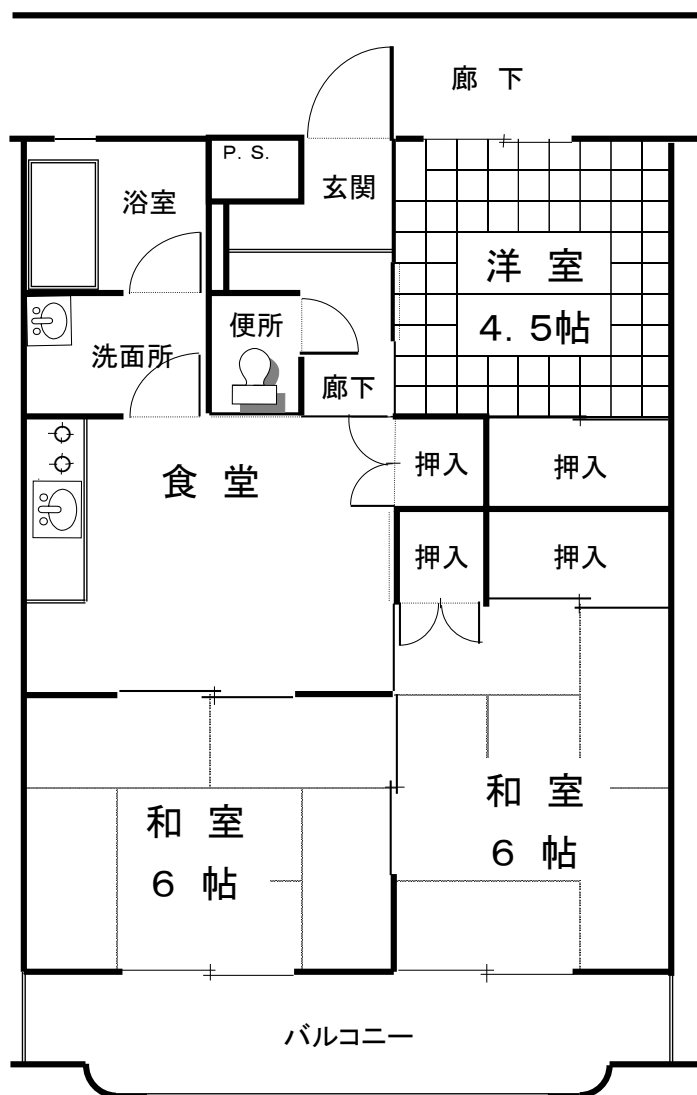 廊 下
P. S.
玄関
浴室
洋 室
4. 5帖
便所
洗面所
廊下
食 堂
押入
押入
押入
押入
和 室
6 帖
和 室
6 帖
バルコニー